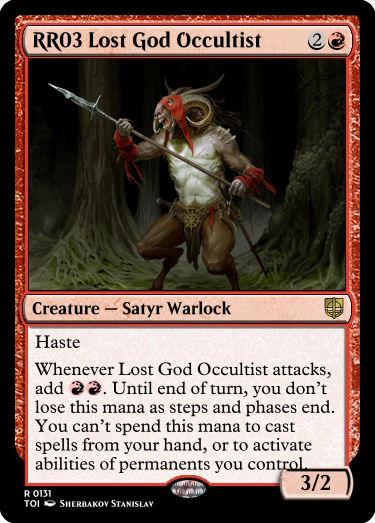 RR03 Lost God Occultist 2
Creature — Satyr Warlock
Haste
Whenever Lost God Occultist attacks,
add . Until end of turn, you don't
lose this mana as steps and phases end.
You can't spend this mana to cast
spells from your hand, or to activate
abilities of permanents you control.
3/2
R 0131
TOI • Sherbakov Stanislav